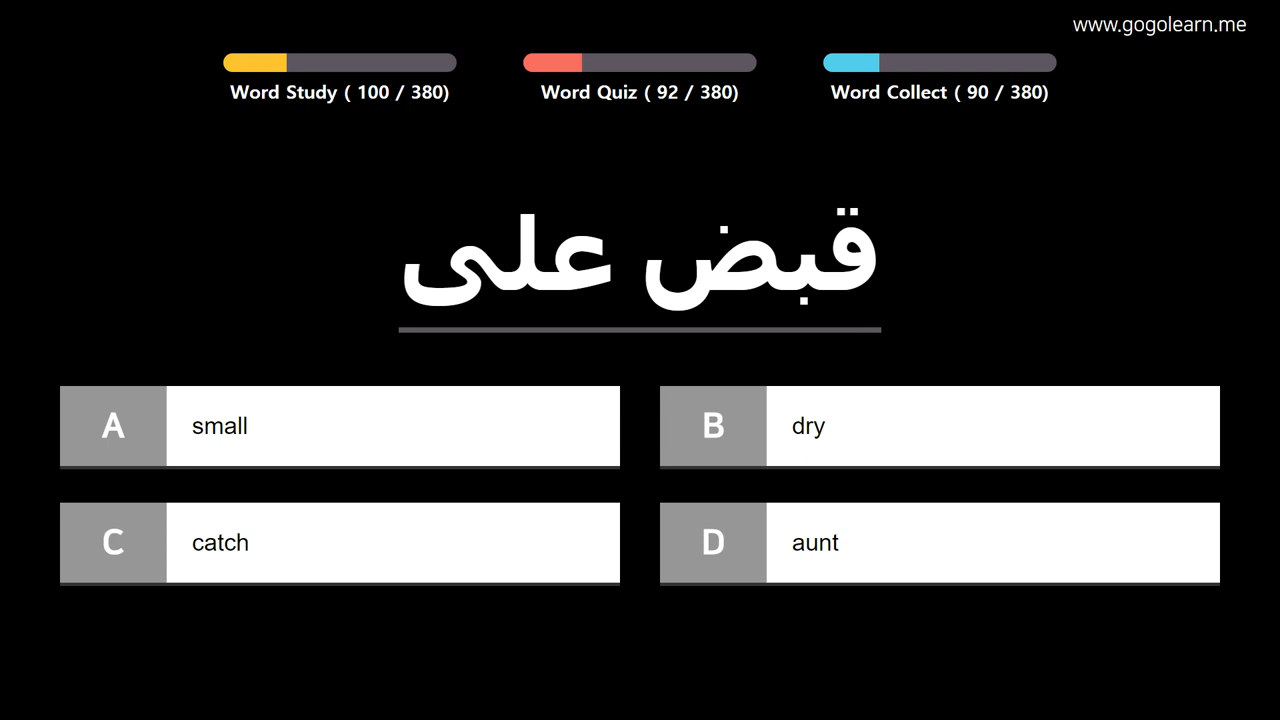 www.gogolearn.me
Word Study ( 100 / 380)
Word Quiz ( 92 / 380)
Word Collect ( 90 / 380)
قبض على
A small
B dry
C catch
D aunt